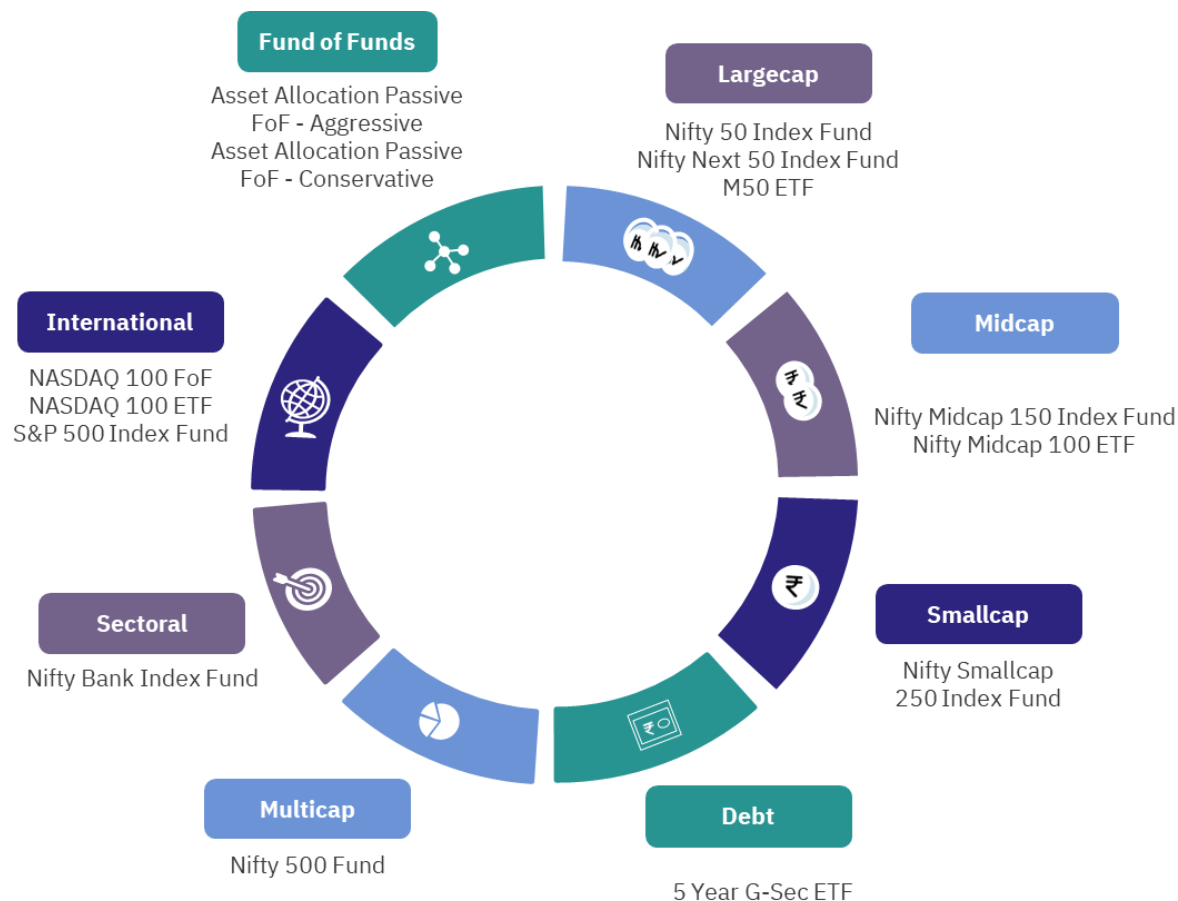 Fund of Funds
Asset Allocation Passive
FoF - Aggressive
Asset Allocation Passive
FoF - Conservative
Largecap
Nifty 50 Index Fund
Nifty Next 50 Index Fund
M50 ETF
International
NASDAQ 100 FoF
NASDAQ 100 ETF
S&P 500 Index Fund
Midcap
Nifty Midcap 150 Index Fund
Nifty Midcap 100 ETF
Sectoral
Nifty Bank Index Fund
Smallcap
Nifty Smallcap
250 Index Fund
Multicap
Nifty 500 Fund
Debt
5 Year G-Sec ETF